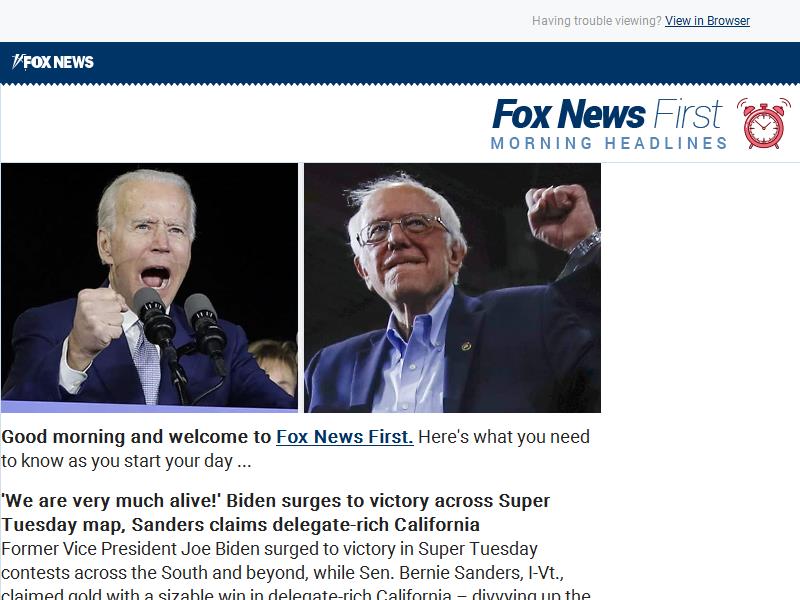 Having trouble viewing? View in Browser
FOX NEWS
Fox News First
MORNING HEADLINES
Good morning and welcome to Fox News First. Here's what you need
to know as you start your day ...
'We are very much alive!' Biden surges to victory across Super
Tuesday map, Sanders claims delegate-rich California
Former Vice President Joe Biden surged to victory in Super Tuesday
contests across the South and beyond, while Sen. Bernie Sanders, I-Vt.,
claimed gold with a sizable win in delegate-rich California – divvying up the